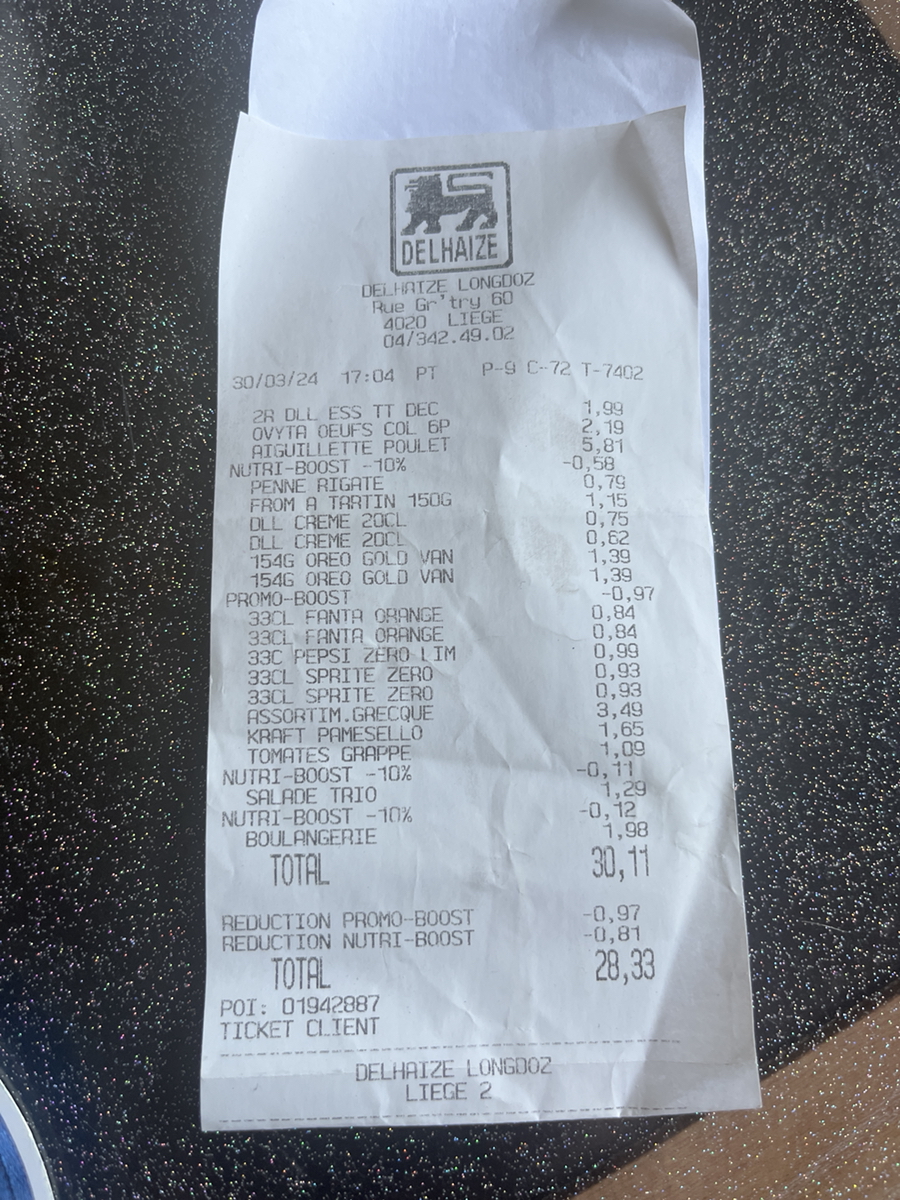 DELHAIZE
DELHAIZE LONGDOZ
Rue Gr'try 60
4020 LIEGE
04/342.49.02
30/03/24 17:04 PT P-9 C-72 T-7402
2R DLL ESS TT DEC 1,99
OVYTA OEUFS COL 6P 2,19
AIGUILLETTE POULET 5,81
NUTRI-BOOST -10% -0,58
PENNE RIGATE 0,79
FROM A TARTIN 150G 1,15
DLL CREME 20CL 0,75
DLL CREME 20CL 0,62
154G OREO GOLD VAN 1,39
154G OREO GOLD VAN 1,39
PROMO-BOOST -0,97
33CL FANTA ORANGE 0,84
33CL FANTA ORANGE 0,84
33C PEPSI ZERO LIM 0,99
33CL SPRITE ZERO 0,93
33CL SPRITE ZERO 0,93
ASSORTIM.GRECQUE 3,49
KRAFT PAMESELLO 1,65
TOMATES GRAPPE 1,09
NUTRI-BOOST -10% -0,11
SALADE TRIO 1,29
NUTRI-BOOST -10% -0,12
BOULANGERIE 1,98
TOTAL 30,11
REDUCTION PROMO-BOOST -0,97
REDUCTION NUTRI-BOOST -0,81
TOTAL 28,33
POI: 01942887
TICKET CLIENT
DELHAIZE LONGDOZ
LIEGE 2